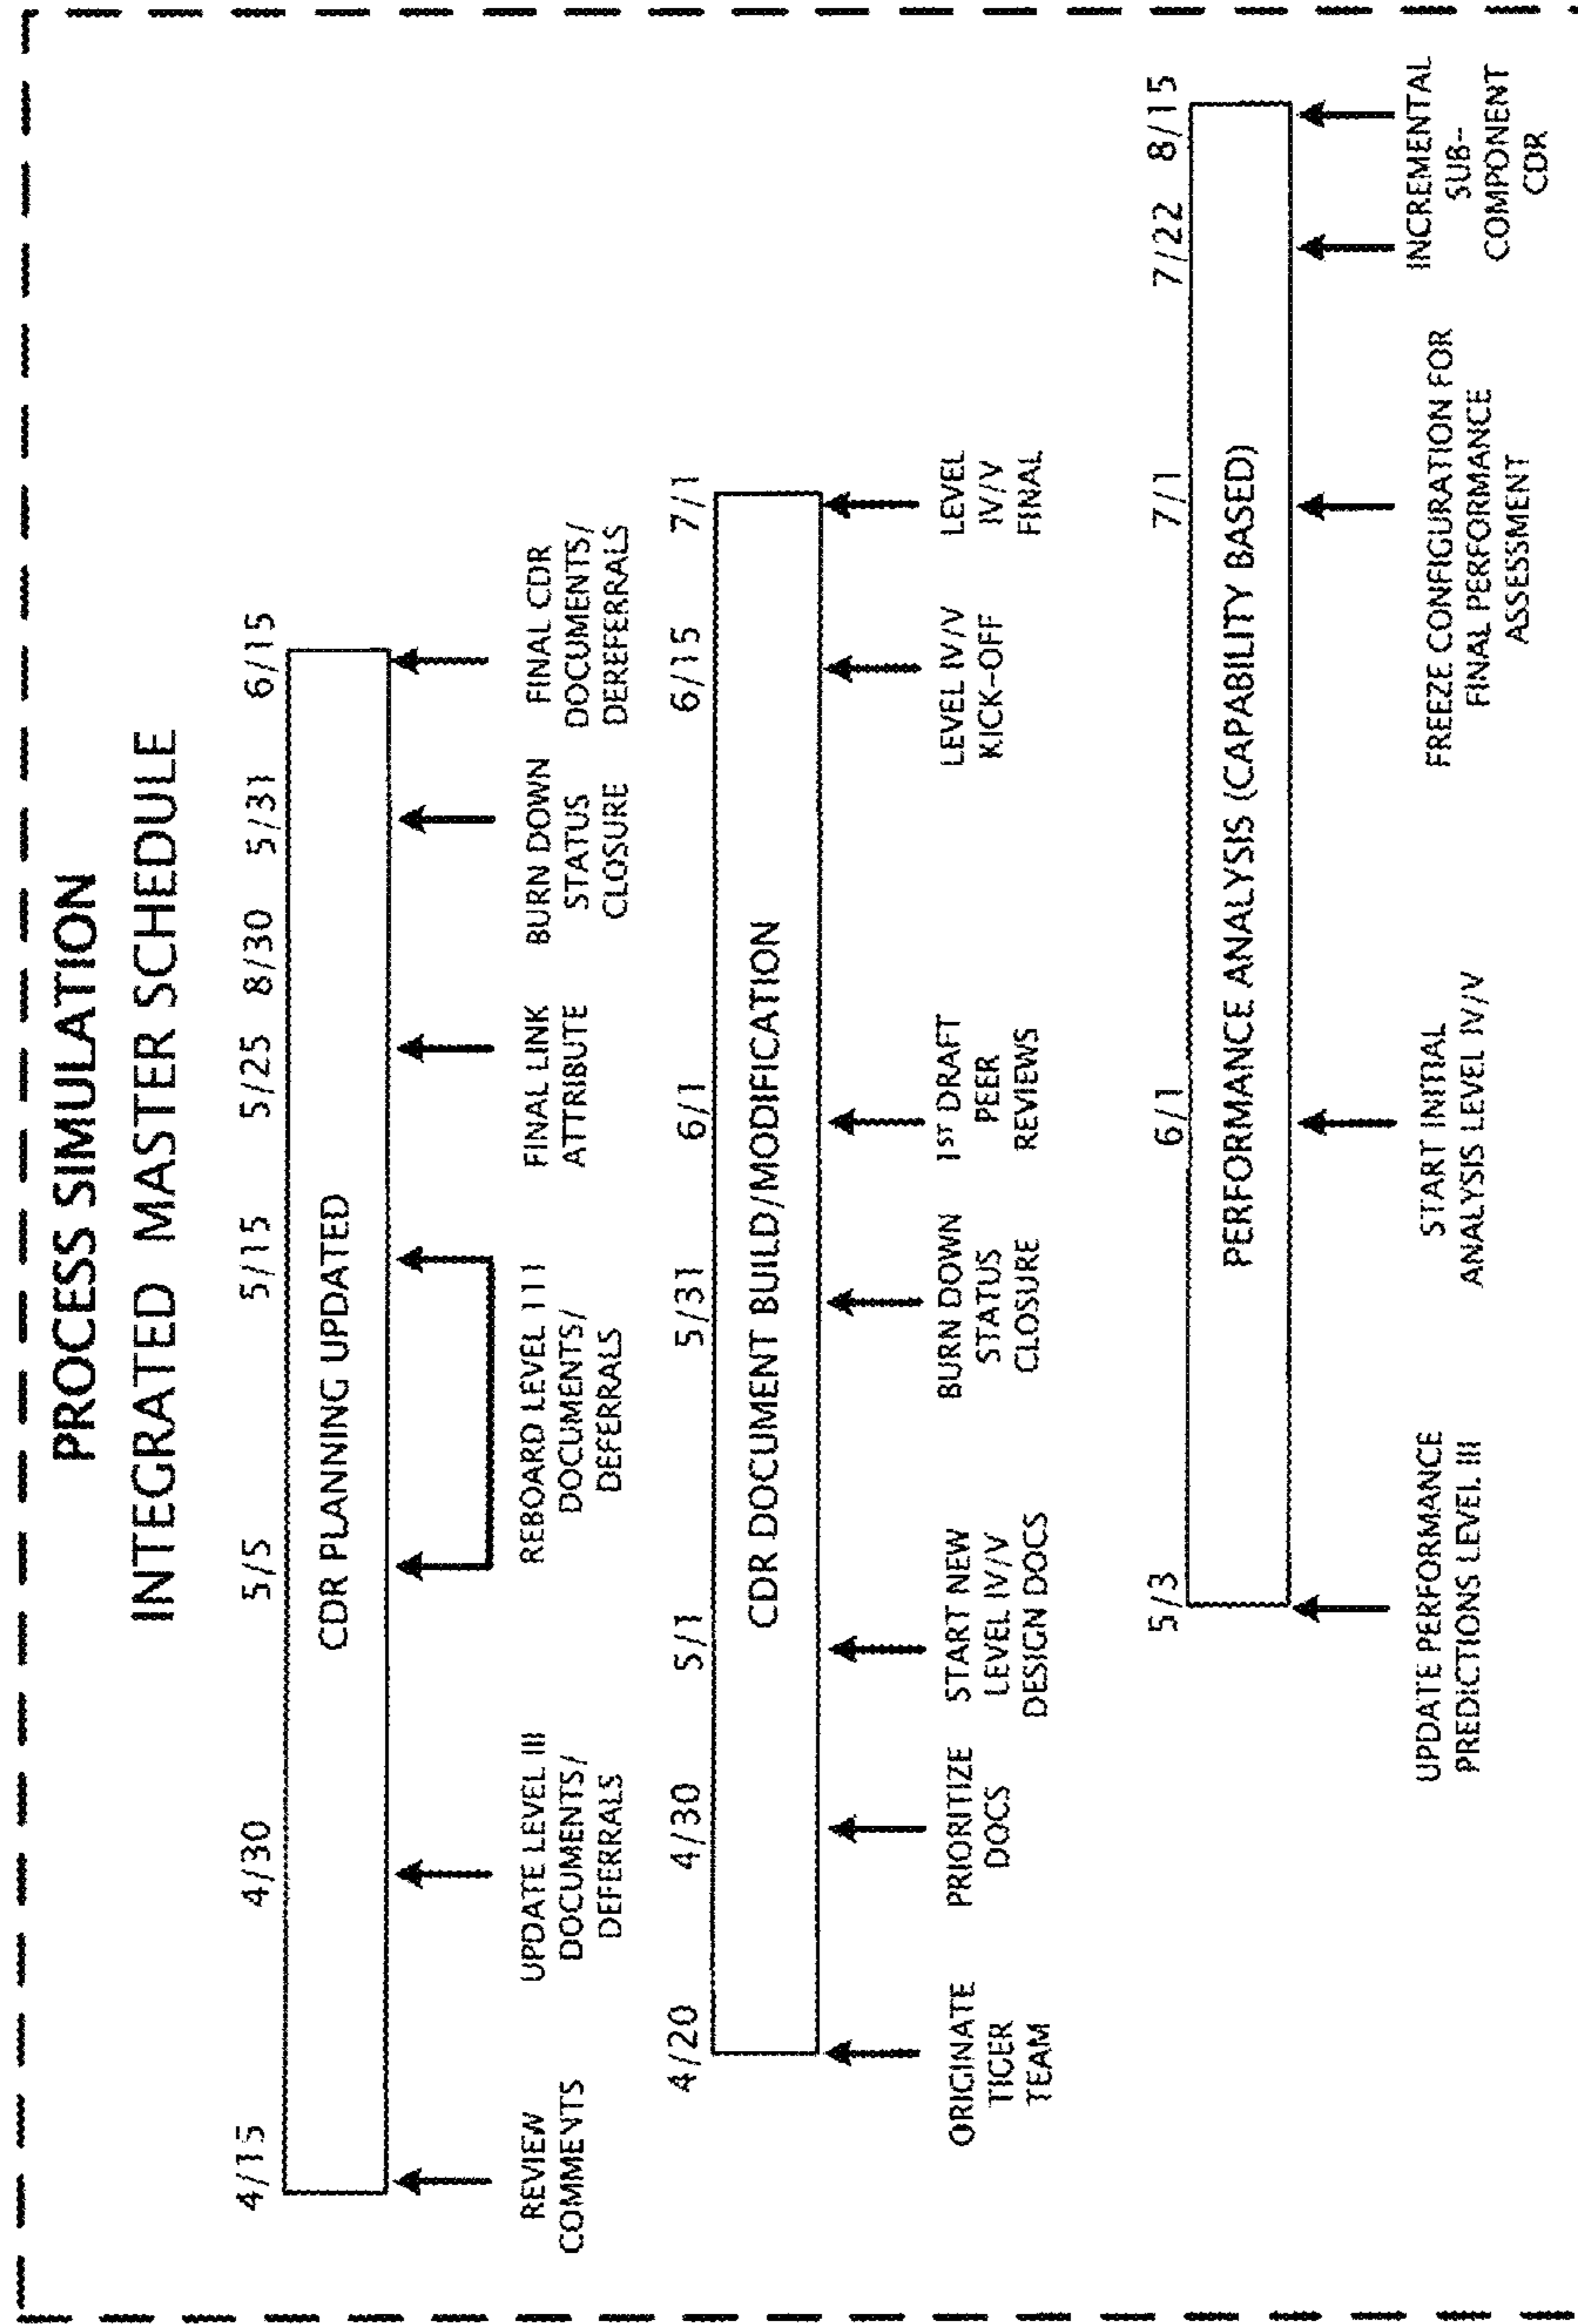 PROCESS SIMULATION
INTEGRATED MASTER SCHEDULE
4/15 4/30 5/5 5/15 5/25 8/30 5/31 6/15
CDR PLANNING UPDATED
REVIEW
COMMENTS
UPDATE LEVEL III
DOCUMENTS/
DEFERRALS
REBOARD LEVEL 111
DOCUMENTS/
DEFERRALS
FINAL LINK
ATTRIBUTE
BURN DOWN
STATUS
CLOSURE
FINAL CDR
DOCUMENTS/
DEREFERRALS
4/20 4/30 5/1 5/31 6/1 6/15 7/1
CDR DOCUMENT BUILD/MODIFICATION
ORIGINATE
TIGER
TEAM
PRIORITIZE
DOCS
START NEW
LEVEL IV/V
DESIGN DOCS
BURN DOWN
STATUS
CLOSURE
1ST DRAFT
PEER
REVIEWS
LEVEL IV/V
KICK-OFF
LEVEL
IV/V
FINAL
5/3 6/1 7/1 7/22 8/15
PERFORMANCE ANALYSIS (CAPABILITY BASED)
UPDATE PERFORMANCE
PREDICTIONS LEVEL III
START INITIAL
ANALYSIS LEVEL IV/V
FREEZE CONFIGURATION FOR
FINAL PERFORMANCE
ASSESSMENT
INCREMENTAL
SUB-
COMPONENT
CDR